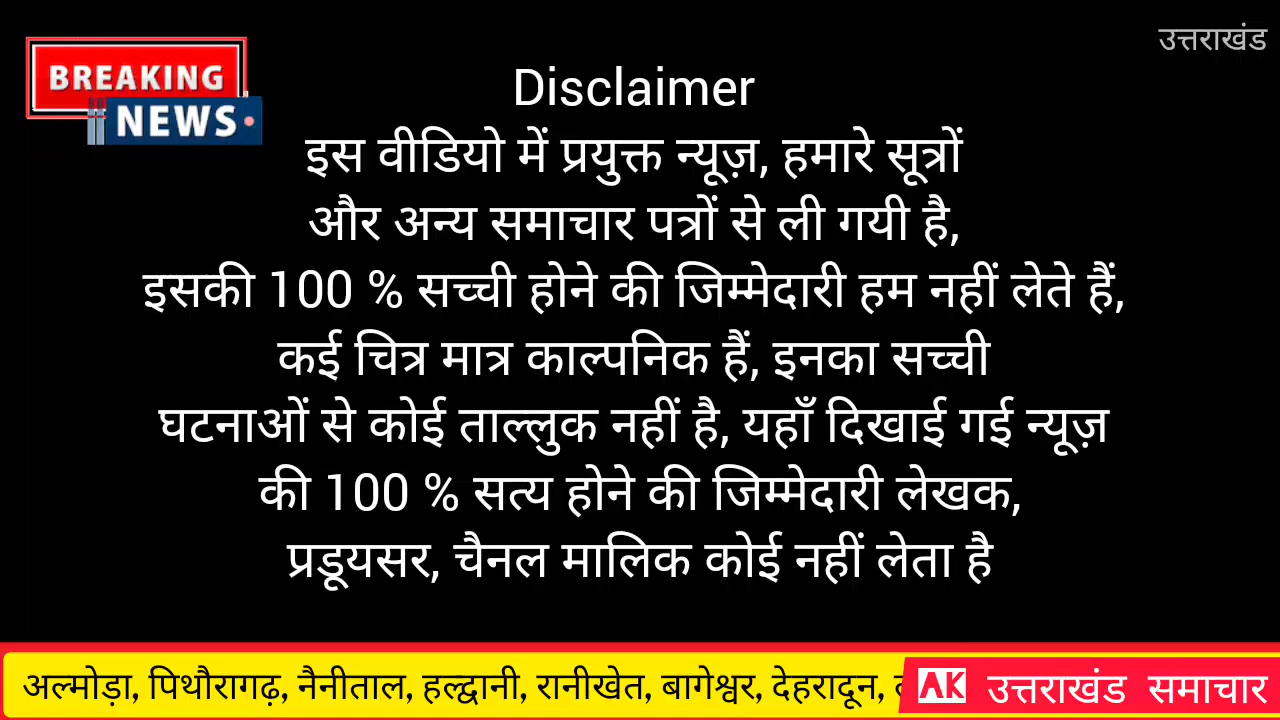 उत्तराखंड
BREAKING
NEWS
Disclaimer
इस वीडियो में प्रयुक्त न्यूज़, हमारे सूत्रों
और अन्य समाचार पत्रों से ली गयी है,
इसकी 100 % सच्ची होने की जिम्मेदारी हम नहीं लेते हैं,
कई चित्र मात्र काल्पनिक हैं, इनका सच्ची
घटनाओं से कोई ताल्लुक नहीं है, यहाँ दिखाई गई न्यूज़
की 100 % सत्य होने की जिम्मेदारी लेखक,
प्रडूयसर, चैनल मालिक कोई नहीं लेता है
अल्मोड़ा, पिथौरागढ़, नैनीताल, हल्द्वानी, रानीखेत, बागेश्वर, देहरादून, AK उत्तराखंड समाचार